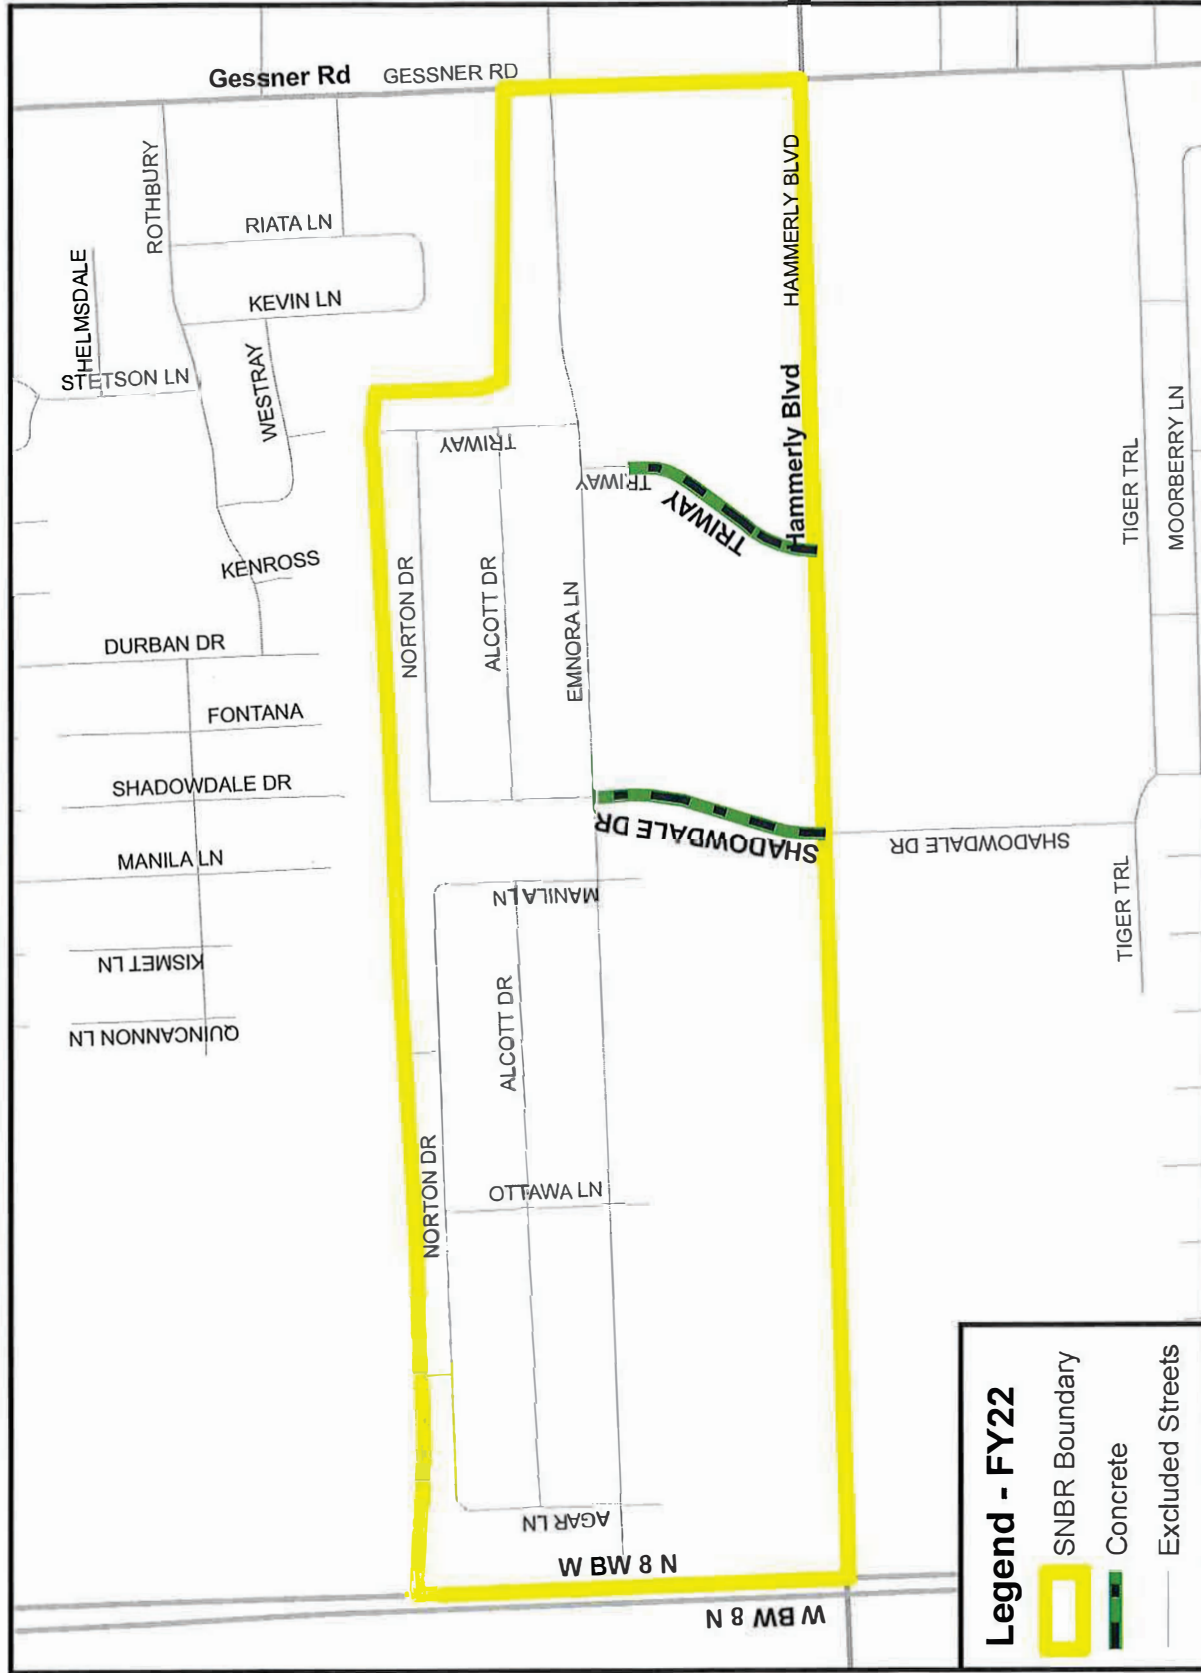 Gessner Rd
GESSNER RD
ROTHBURY
RIATA LN
HELMSDALE
KEVIN LN
STETSON LN
WESTRAY
HAMMERLY BLVD
Hammerly Blvd
TRIWAY
TRIWAY
TRIWAY
TIGER TRL
MOORBERRY LN
KENROSS
NORTON DR
ALCOTT DR
EMNORA LN
DURBAN DR
FONTANA
SHADOWDALE DR
SHADOWDALE DR
SHADOWDALE DR
MANILA LN
MANILA LN
TIGER TRL
KISMET LN
QUINCANNON LN
ALCOTT DR
NORTON DR
OTTAWA LN
AGAR LN
W BW 8 N
W BW 8 N
Legend - FY22
SNBR Boundary
Concrete
Excluded Streets